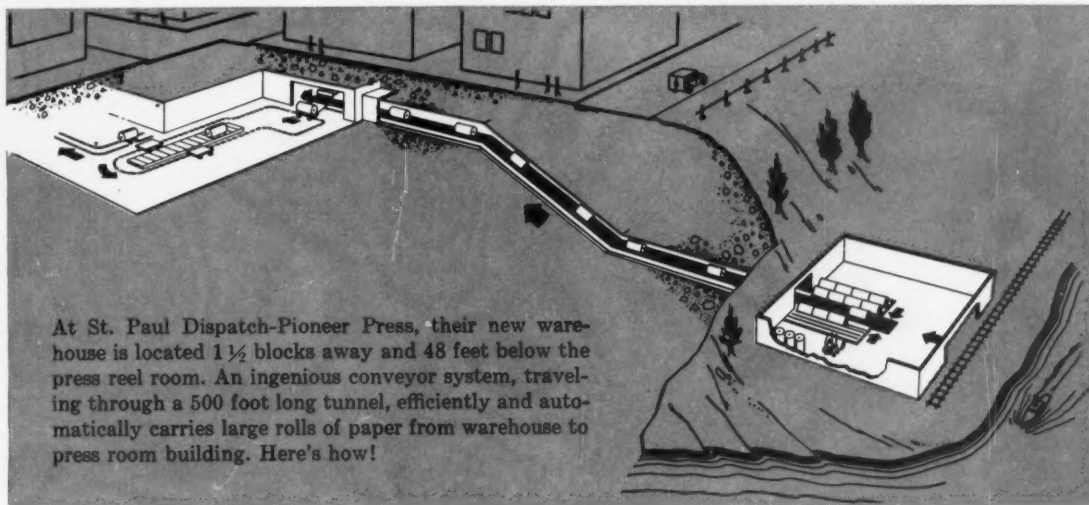 At St. Paul Dispatch-Pioneer Press, their new ware-
house is located 1 ½ blocks away and 48 feet below the
press reel room. An ingenious conveyor system, travel-
ing through a 500 foot long tunnel, efficiently and auto-
matically carries large rolls of paper from warehouse to
press room building. Here's how!